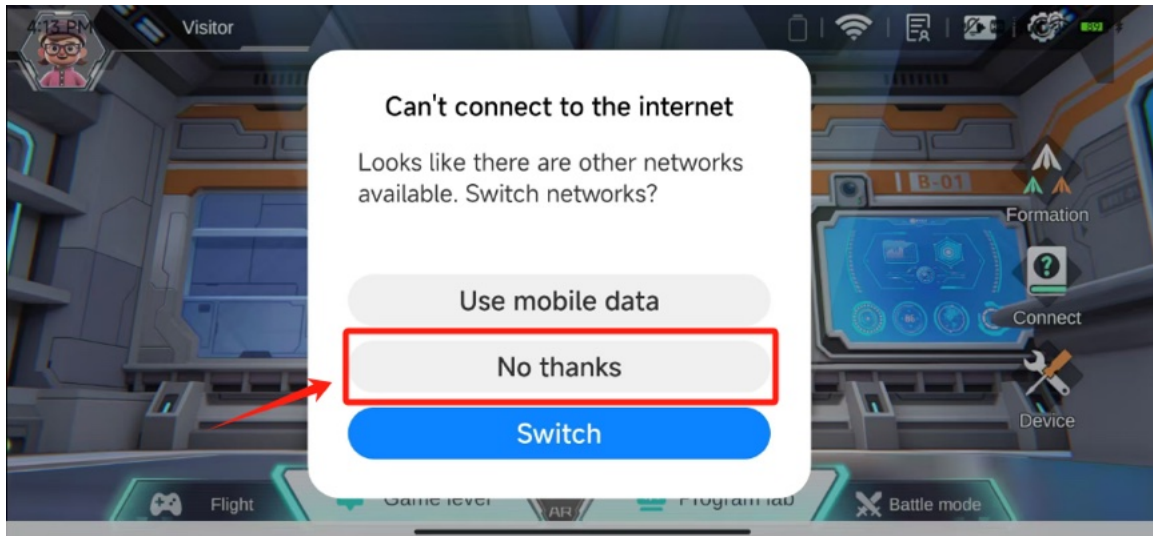 4:13 PM
Visitor
89
Can't connect to the internet
Looks like there are other networks
available. Switch networks?
Use mobile data
No thanks
Switch
B-01
Formation
Connect
Device
Flight
Game level
AR
Program lab
Battle mode